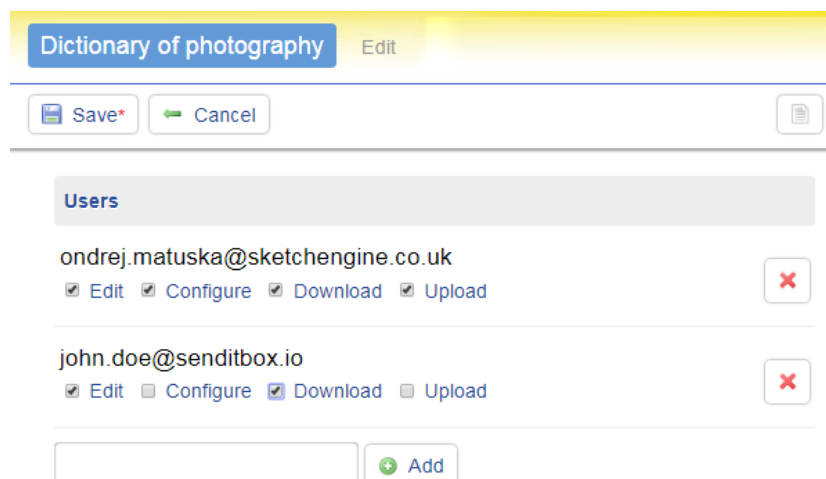 Dictionary of photography Edit
Save* Cancel
Users
ondrej.matuska@sketchengine.co.uk
Edit Configure Download Upload
john.doe@senditbox.io
Edit Configure Download Upload
Add